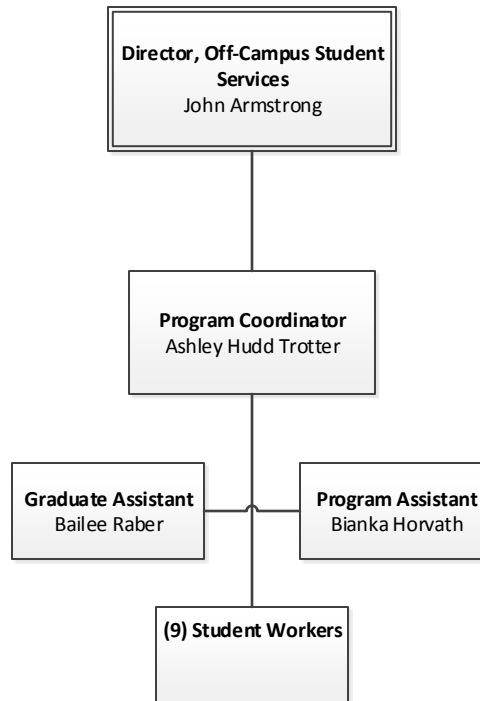 Director, Off-Campus Student
Services
John Armstrong
Program Coordinator
Ashley Hudd Trotter
Graduate Assistant
Bailee Raber
Program Assistant
Bianka Horvath
(9) Student Workers